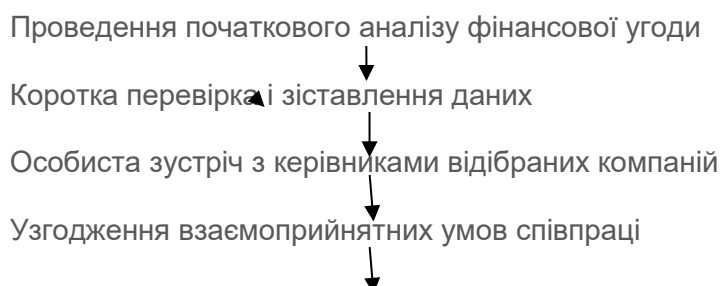 Проведення початкового аналізу фінансової угоди
Коротка перевірка і зіставлення даних
Особиста зустріч з керівниками відібраних компаній
Узгодження взаємоприйнятних умов співпраці